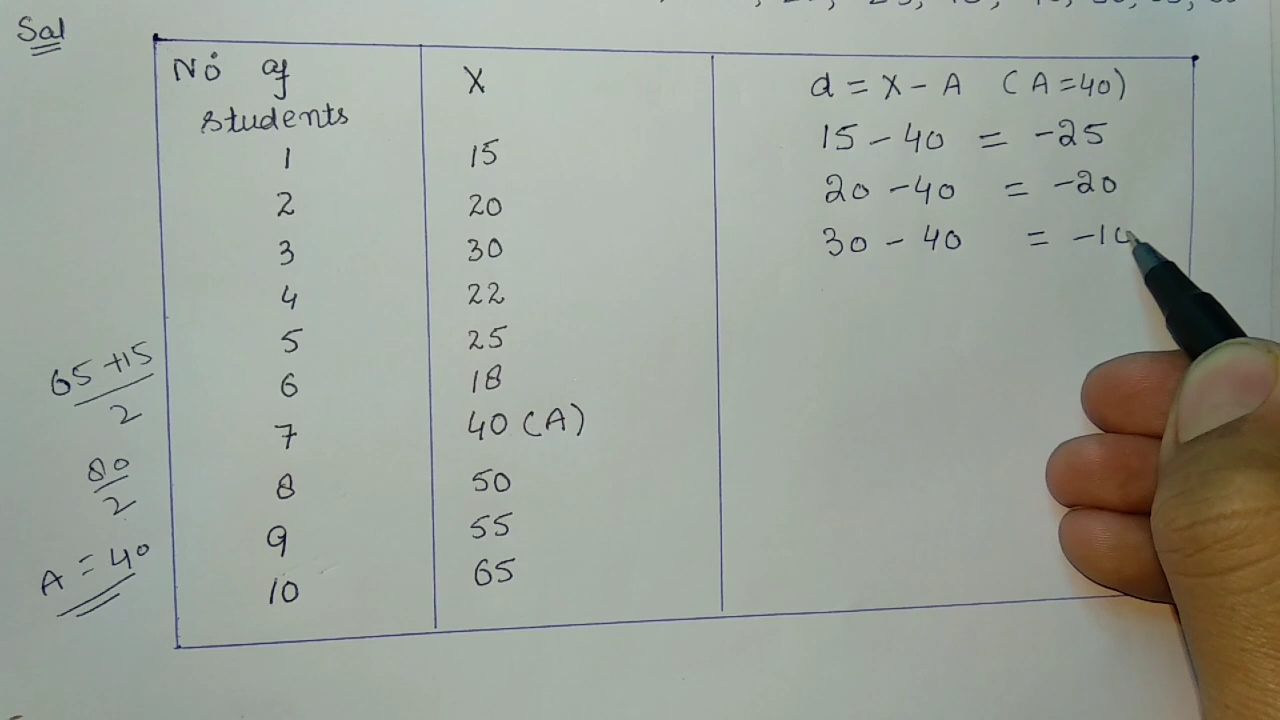 Sol
No of students X d = X - A (A=40)
1 15 15 - 40 = -25
2 20 20 - 40 = -20
3 30 30 - 40 = -10
4 22
5 25
6 18
7 40 (A)
8 50
9 55
10 65
65+15
2
80
2
A = 40